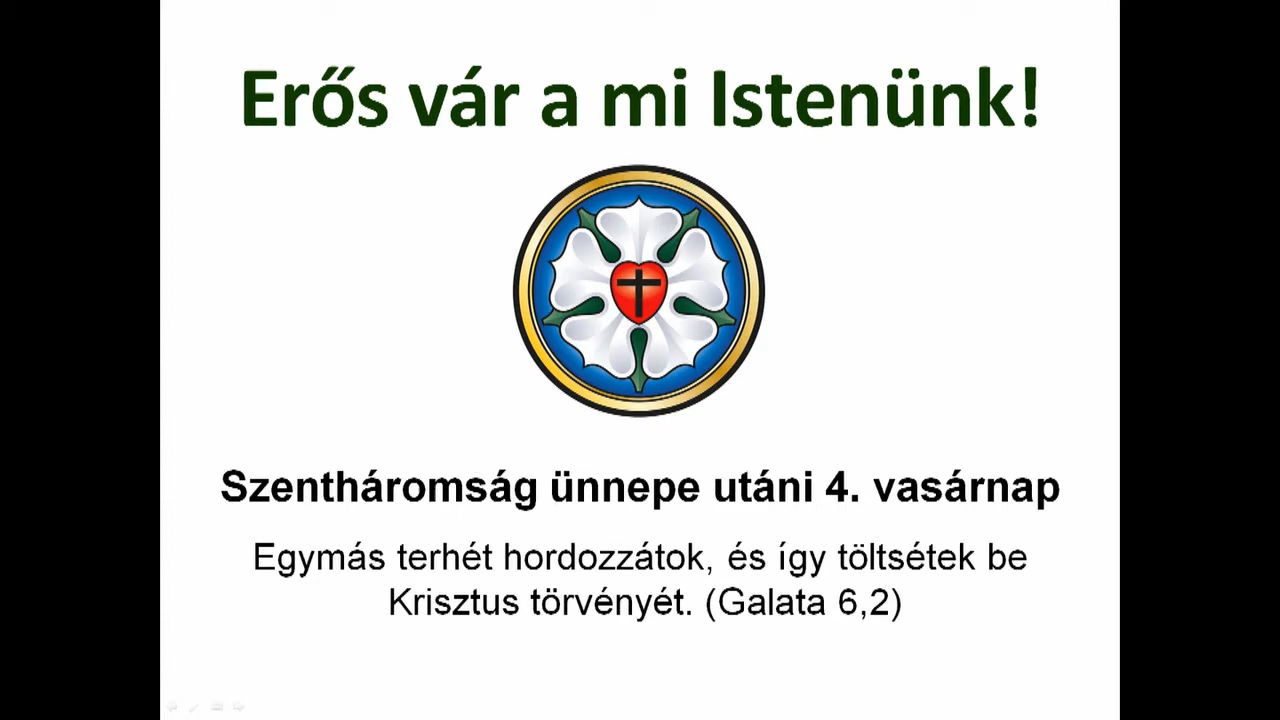 Erős vár a mi Istenünk!
Szentháromság ünnepe utáni 4. vasárnap
Egymás terhét hordozzátok, és így töltsétek be
Krisztus törvényét. (Galata 6,2)